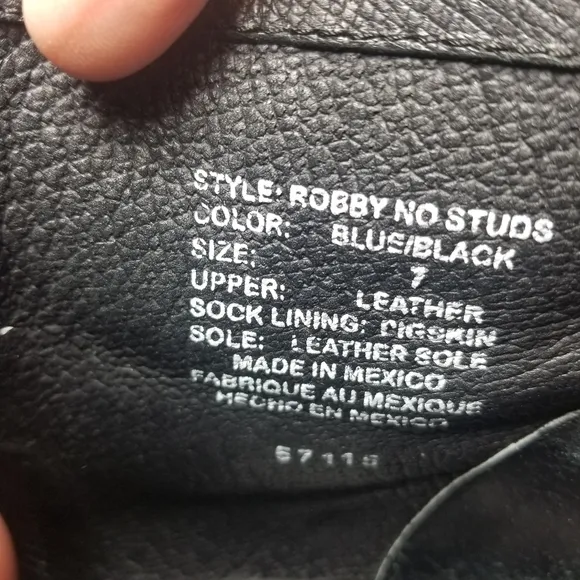 STYLE: ROBBY NO STUDS
COLOR: BLUE/BLACK
SIZE: 7
UPPER: LEATHER
SOCK LINING: PIGSKIN
SOLE: LEATHER SOLE
MADE IN MEXICO
FABRIQUE AU MEXIQUE
HECHO EN MEXICO